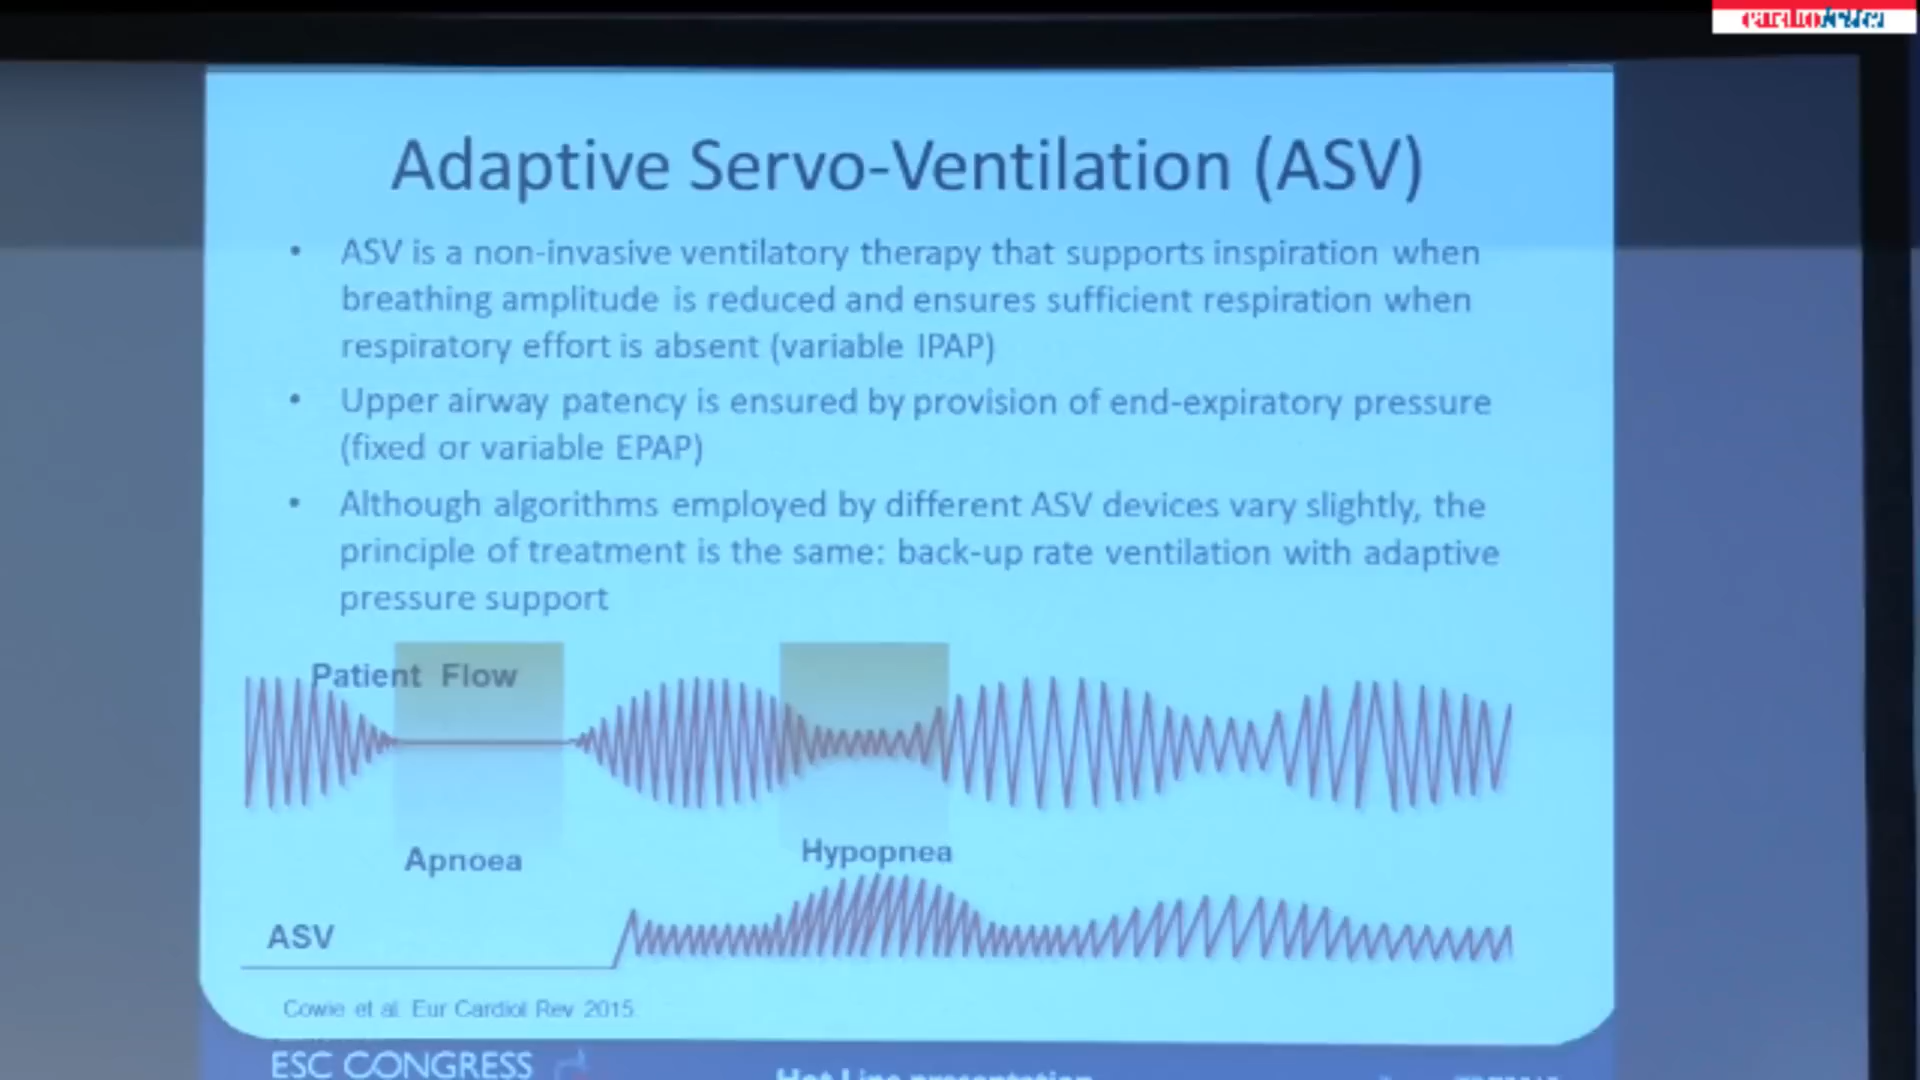 Adaptive Servo-Ventilation (ASV)
• ASV is a non-invasive ventilatory therapy that supports inspiration when
breathing amplitude is reduced and ensures sufficient respiration when
respiratory effort is absent (variable IPAP)
• Upper airway patency is ensured by provision of end-expiratory pressure
(fixed or variable EPAP)
• Although algorithms employed by different ASV devices vary slightly, the
principle of treatment is the same: back-up rate ventilation with adaptive
pressure support
Patient Flow
Apnoea
Hypopnea
ASV
Cowie et al. Eur Cardiol Rev 2015
ESC CONGRESS
Hot Line presentation